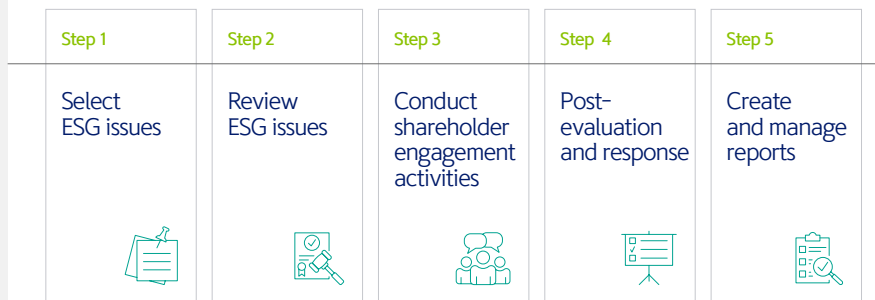 Step 1
Select
ESG issues
Step 2
Review
ESG issues
Step 3
Conduct
shareholder
engagement
activities
Step 4
Post-
evaluation
and response
Step 5
Create
and manage
reports